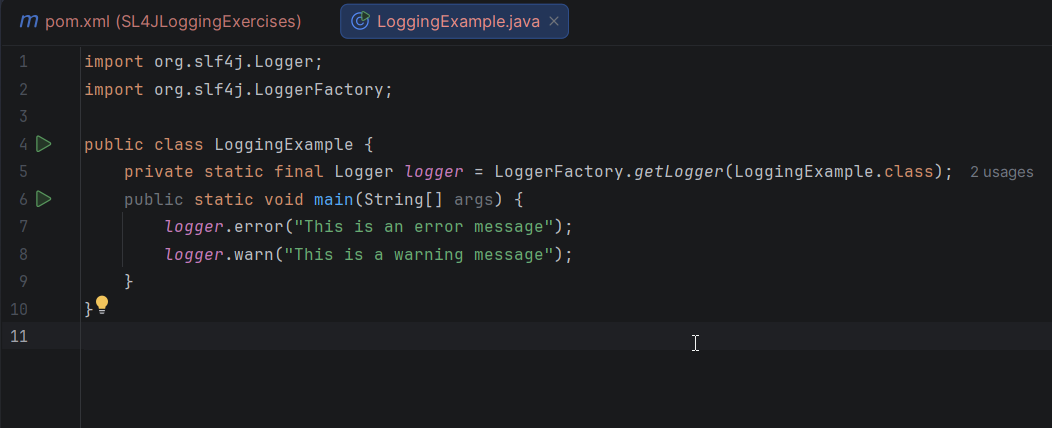 m pom.xml (SL4JLoggingExercises)
LoggingExample.java
1 import org.slf4j.Logger;
2 import org.slf4j.LoggerFactory;
3
4 public class LoggingExample {
5 private static final Logger logger = LoggerFactory.getLogger(LoggingExample.class); 2 usages
6 public static void main(String[] args) {
7 logger.error("This is an error message");
8 logger.warn("This is a warning message");
9 }
10 }
11